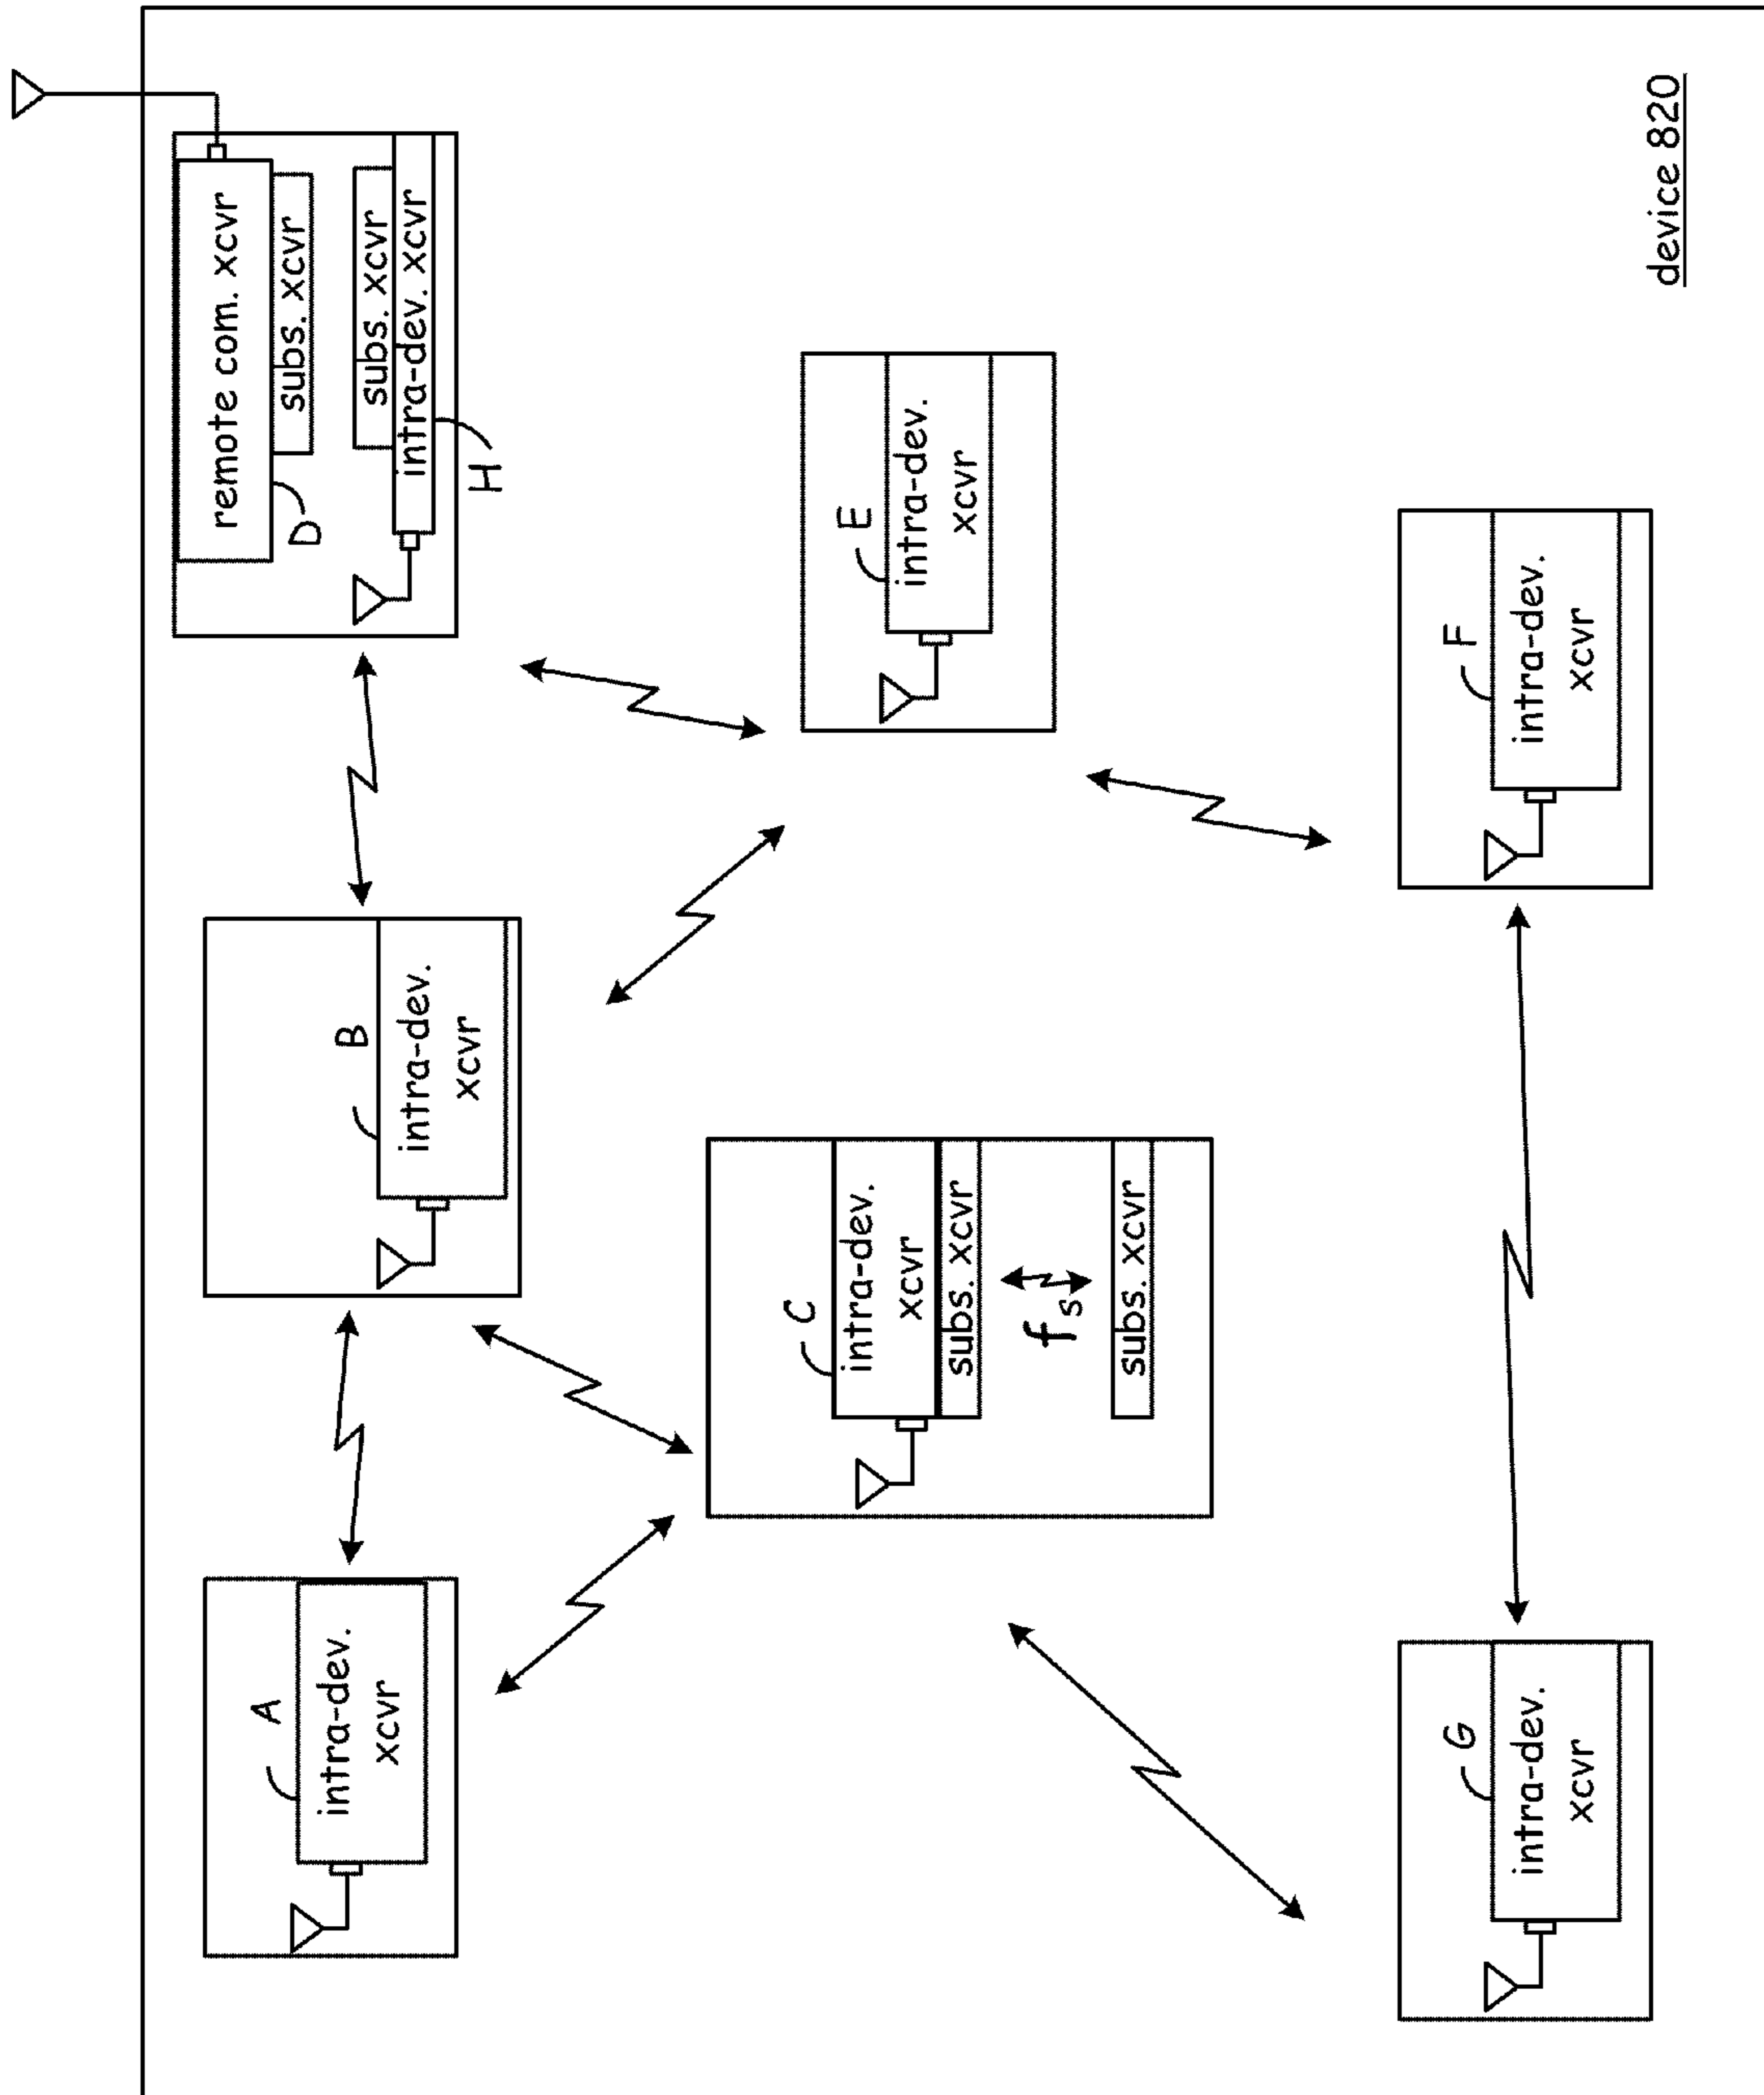 A
intra-dev.
xcvr
B
intra-dev.
xcvr
remote com. xcvr
D
subs. xcvr
subs. xcvr
intra-dev. xcvr
H
C
intra-dev.
xcvr
subs. xcvr
fs
subs. xcvr
E
intra-dev.
xcvr
G
intra-dev.
xcvr
F
intra-dev.
xcvr
device 820